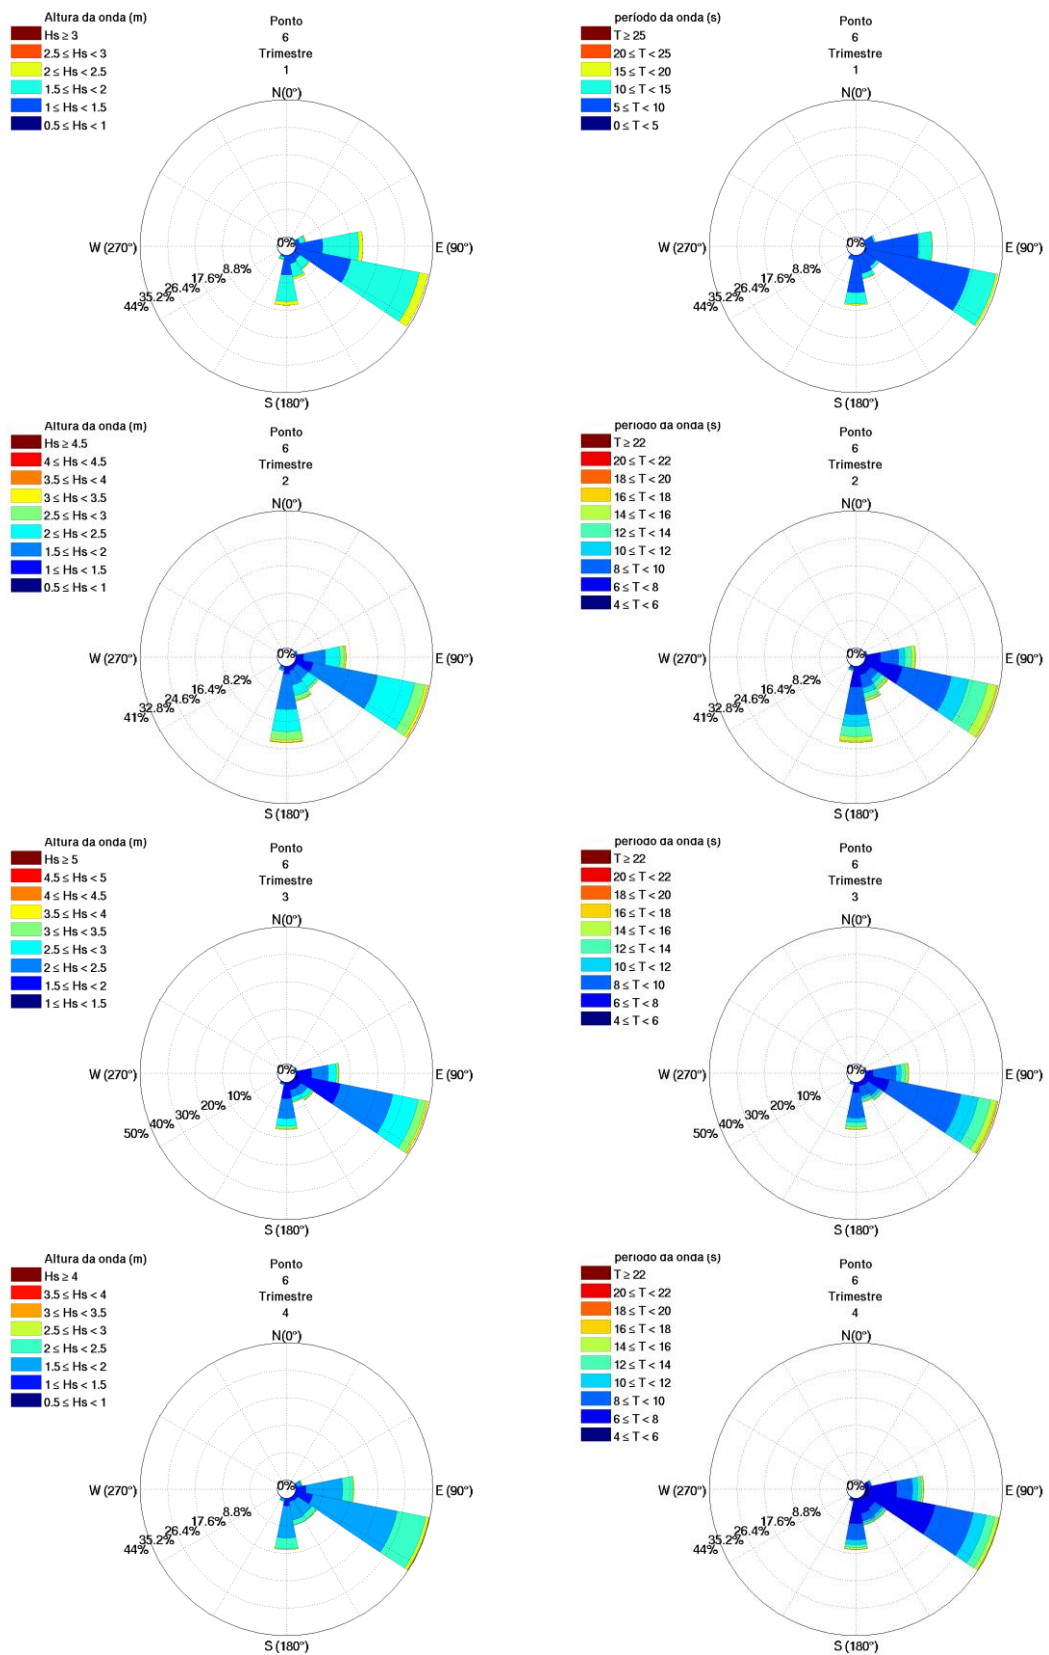 Altura da onda (m)
Hs ≥ 3
2.5 ≤ Hs < 3
2 ≤ Hs < 2.5
1.5 ≤ Hs < 2
1 ≤ Hs < 1.5
0.5 ≤ Hs < 1
Ponto
6
Trimestre
1
N(0°)
W (270°)
E (90°)
S (180°)
0%
8.8%
17.6%
26.4%
35.2%
44%
período da onda (s)
T ≥ 25
20 ≤ T < 25
15 ≤ T < 20
10 ≤ T < 15
5 ≤ T < 10
0 ≤ T < 5
Ponto
6
Trimestre
1
N(0°)
W (270°)
E (90°)
S (180°)
0%
8.8%
17.6%
26.4%
35.2%
44%
Altura da onda (m)
Hs ≥ 4.5
4 ≤ Hs < 4.5
3.5 ≤ Hs < 4
3 ≤ Hs < 3.5
2.5 ≤ Hs < 3
2 ≤ Hs < 2.5
1.5 ≤ Hs < 2
1 ≤ Hs < 1.5
0.5 ≤ Hs < 1
Ponto
6
Trimestre
2
N(0°)
W (270°)
E (90°)
S (180°)
0%
8.2%
16.4%
24.6%
32.8%
41%
período da onda (s)
T ≥ 22
20 ≤ T < 22
18 ≤ T < 20
16 ≤ T < 18
14 ≤ T < 16
12 ≤ T < 14
10 ≤ T < 12
8 ≤ T < 10
6 ≤ T < 8
4 ≤ T < 6
Ponto
6
Trimestre
2
N(0°)
W (270°)
E (90°)
S (180°)
0%
8.2%
16.4%
24.6%
32.8%
41%
Altura da onda (m)
Hs ≥ 5
4.5 ≤ Hs < 5
4 ≤ Hs < 4.5
3.5 ≤ Hs < 4
3 ≤ Hs < 3.5
2.5 ≤ Hs < 3
2 ≤ Hs < 2.5
1.5 ≤ Hs < 2
1 ≤ Hs < 1.5
Ponto
6
Trimestre
3
N(0°)
W (270°)
E (90°)
S (180°)
0%
10%
20%
30%
40%
50%
período da onda (s)
T ≥ 22
20 ≤ T < 22
18 ≤ T < 20
16 ≤ T < 18
14 ≤ T < 16
12 ≤ T < 14
10 ≤ T < 12
8 ≤ T < 10
6 ≤ T < 8
4 ≤ T < 6
Ponto
6
Trimestre
3
N(0°)
W (270°)
E (90°)
S (180°)
0%
10%
20%
30%
40%
50%
Altura da onda (m)
Hs ≥ 4
3.5 ≤ Hs < 4
3 ≤ Hs < 3.5
2.5 ≤ Hs < 3
2 ≤ Hs < 2.5
1.5 ≤ Hs < 2
1 ≤ Hs < 1.5
0.5 ≤ Hs < 1
Ponto
6
Trimestre
4
N(0°)
W (270°)
E (90°)
S (180°)
0%
8.8%
17.6%
26.4%
35.2%
44%
período da onda (s)
T ≥ 22
20 ≤ T < 22
18 ≤ T < 20
16 ≤ T < 18
14 ≤ T < 16
12 ≤ T < 14
10 ≤ T < 12
8 ≤ T < 10
6 ≤ T < 8
4 ≤ T < 6
Ponto
6
Trimestre
4
N(0°)
W (270°)
E (90°)
S (180°)
0%
8.8%
17.6%
26.4%
35.2%
44%